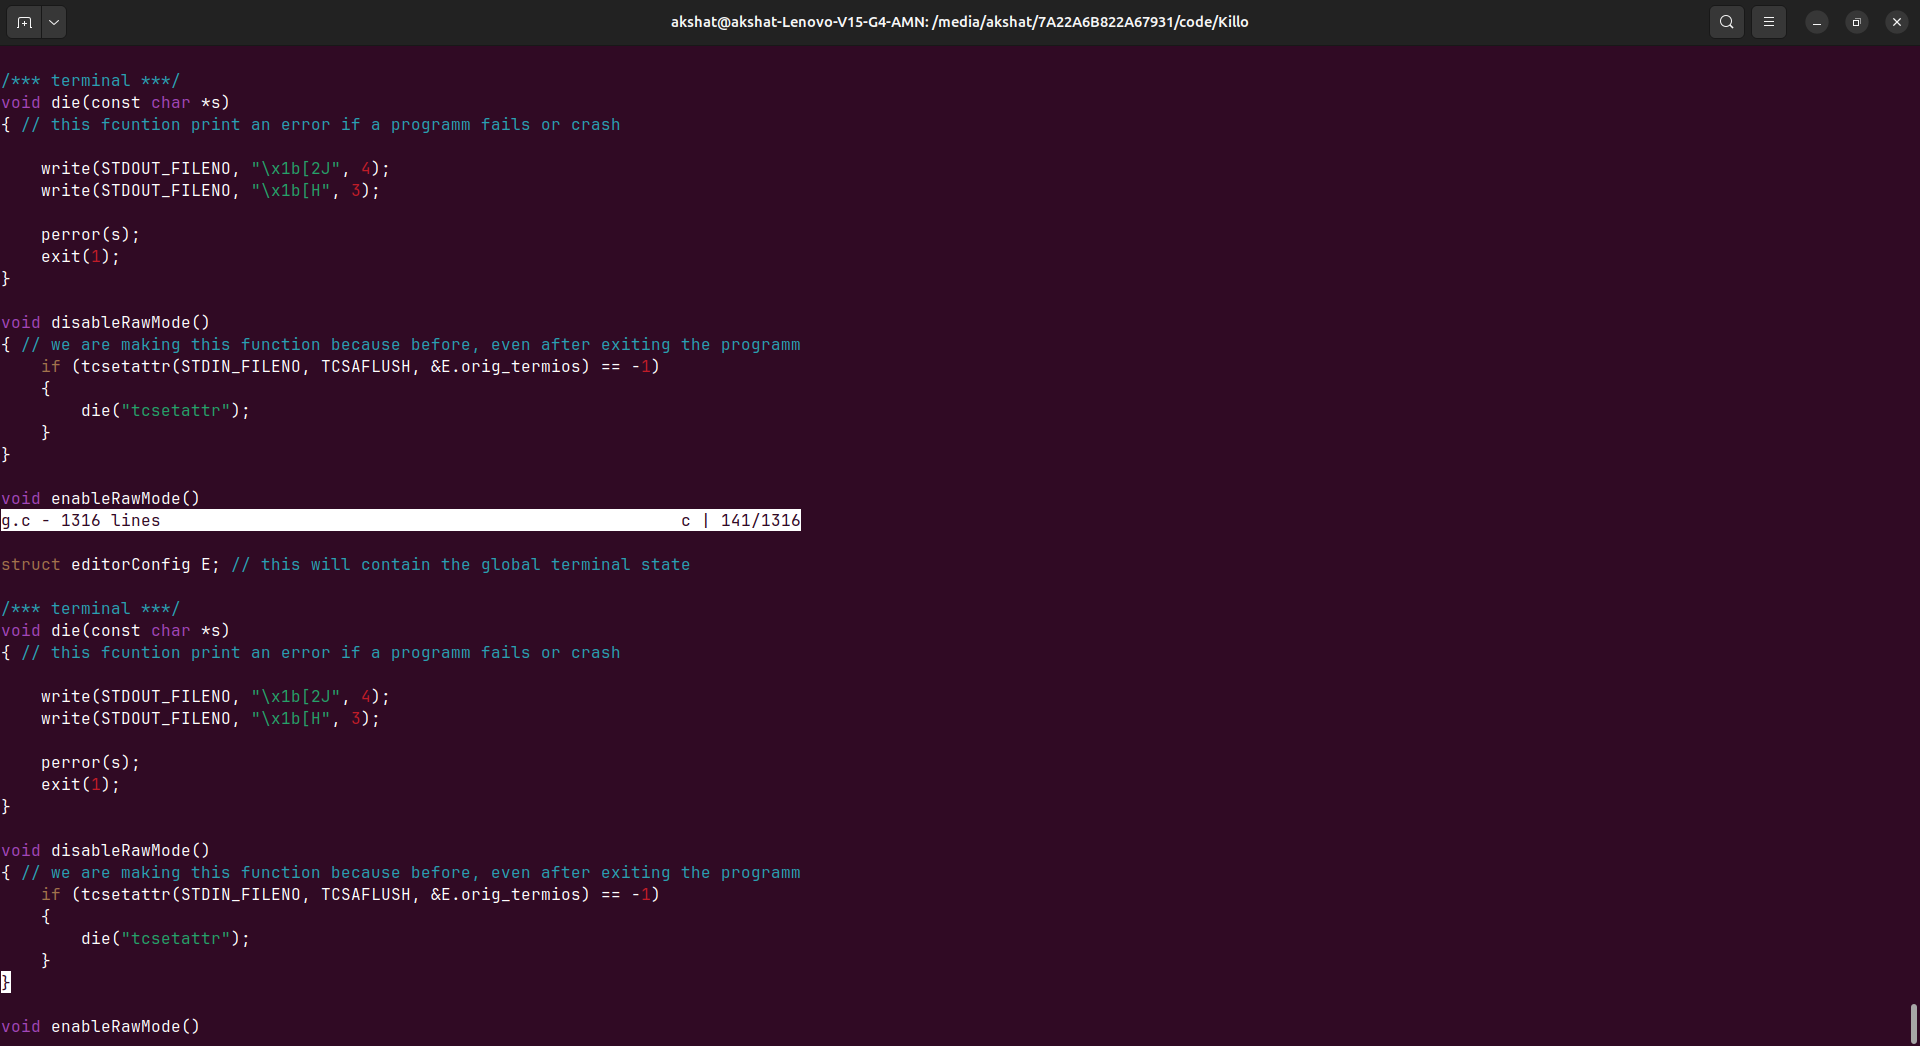 akshat@akshat-Lenovo-V15-G4-AMN: /media/akshat/7A22A6B822A67931/code/Killo
/*** terminal ***/
void die(const char *s)
{ // this fcuntion print an error if a programm fails or crash
    write(STDOUT_FILENO, "\x1b[2J", 4);
    write(STDOUT_FILENO, "\x1b[H", 3);
    perror(s);
    exit(1);
}
void disableRawMode()
{ // we are making this function because before, even after exiting the programm
    if (tcsetattr(STDIN_FILENO, TCSAFLUSH, &E.orig_termios) == -1)
    {
        die("tcsetattr");
    }
}
void enableRawMode()
g.c - 1316 lines                                                    c | 141/1316
struct editorConfig E; // this will contain the global terminal state
/*** terminal ***/
void die(const char *s)
{ // this fcuntion print an error if a programm fails or crash
    write(STDOUT_FILENO, "\x1b[2J", 4);
    write(STDOUT_FILENO, "\x1b[H", 3);
    perror(s);
    exit(1);
}
void disableRawMode()
{ // we are making this function because before, even after exiting the programm
    if (tcsetattr(STDIN_FILENO, TCSAFLUSH, &E.orig_termios) == -1)
    {
        die("tcsetattr");
    }
}
void enableRawMode()